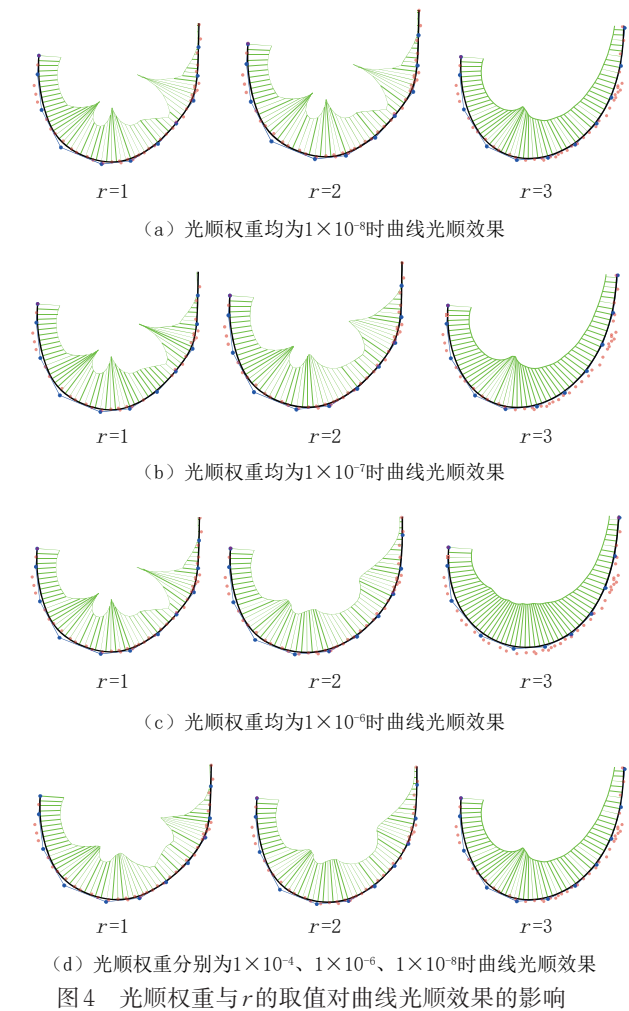 r=1 r=2 r=3
（a）光顺权重均为1×10⁻⁸时曲线光顺效果
r=1 r=2 r=3
（b）光顺权重均为1×10⁻⁷时曲线光顺效果
r=1 r=2 r=3
（c）光顺权重均为1×10⁻⁶时曲线光顺效果
r=1 r=2 r=3
（d）光顺权重分别为1×10⁻⁴、1×10⁻⁶、1×10⁻⁸时曲线光顺效果
图4 光顺权重与r的取值对曲线光顺效果的影响